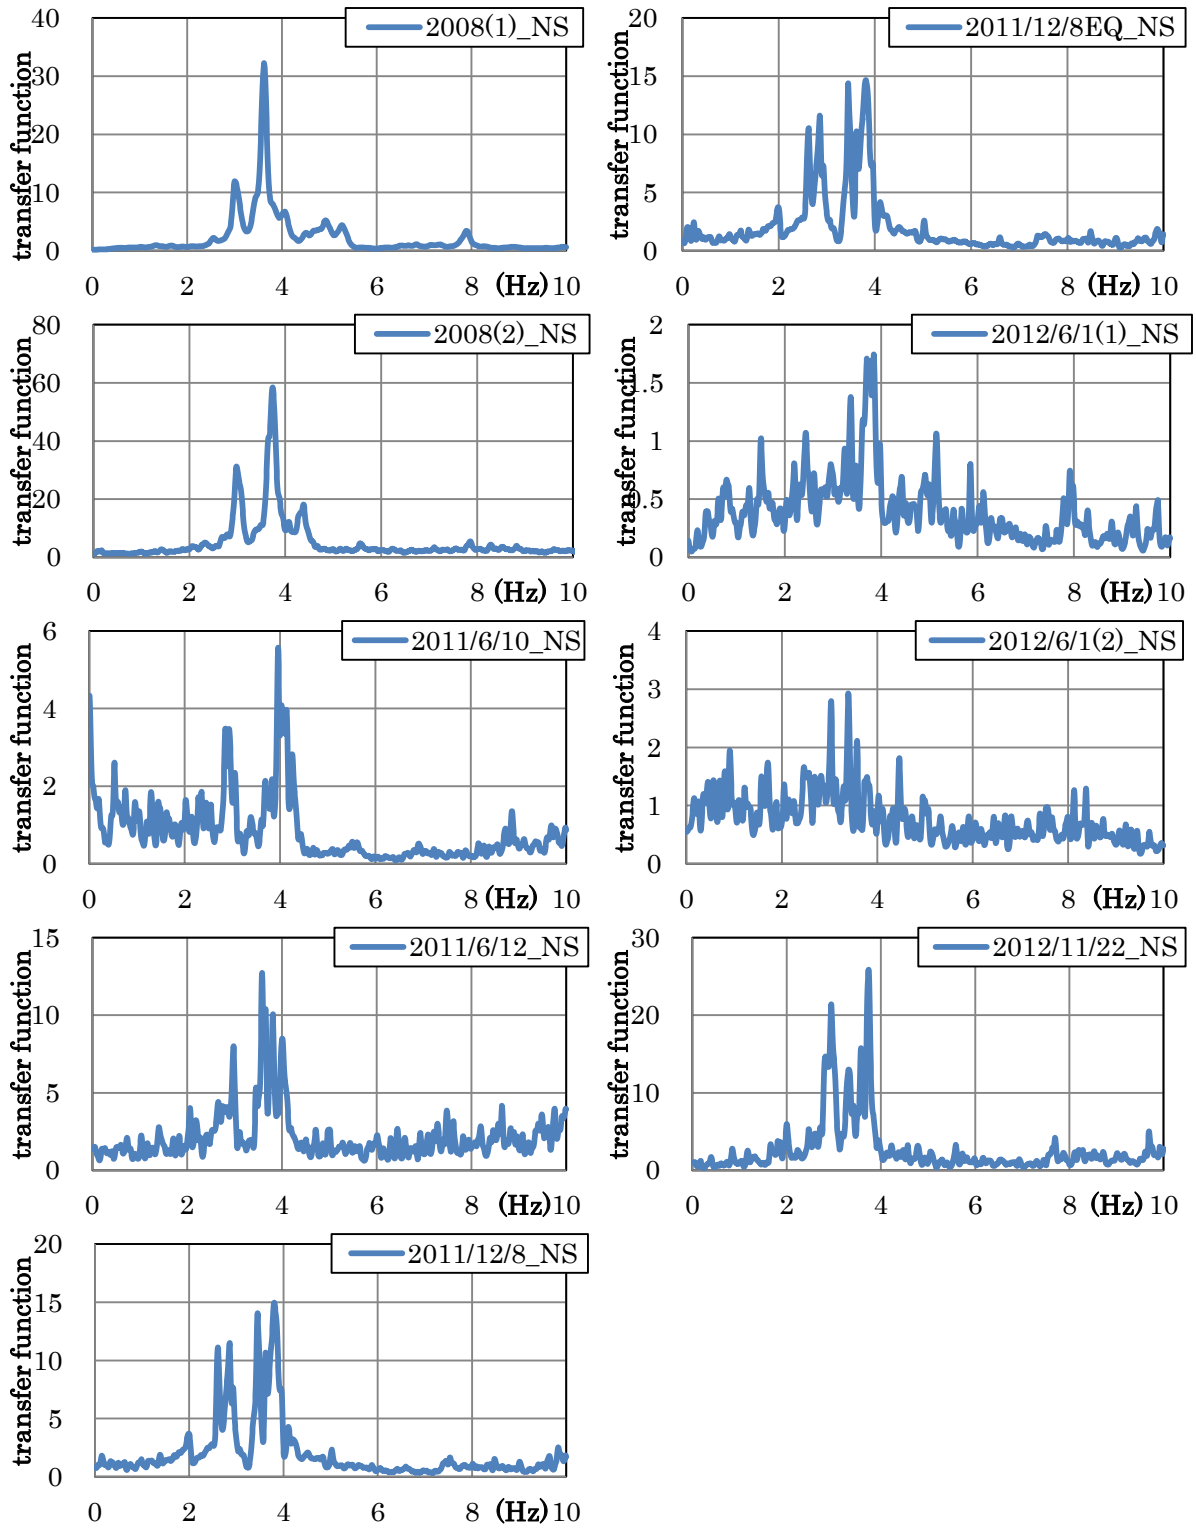 2008(1)_NS
transfer function
40
30
20
10
0
0 2 4 6 8 (Hz) 10
2011/12/8EQ_NS
transfer function
20
15
10
5
0
0 2 4 6 8 (Hz) 10
2008(2)_NS
transfer function
80
60
40
20
0
0 2 4 6 8 (Hz) 10
2012/6/1(1)_NS
transfer function
2
1.5
1
0.5
0
0 2 4 6 8 (Hz) 10
2011/6/10_NS
transfer function
6
4
2
0
0 2 4 6 8 (Hz) 10
2012/6/1(2)_NS
transfer function
4
3
2
1
0
0 2 4 6 8 (Hz) 10
2011/6/12_NS
transfer function
15
10
5
0
0 2 4 6 8 (Hz) 10
2012/11/22_NS
transfer function
30
20
10
0
0 2 4 6 8 (Hz) 10
2011/12/8_NS
transfer function
20
15
10
5
0
0 2 4 6 8 (Hz) 10